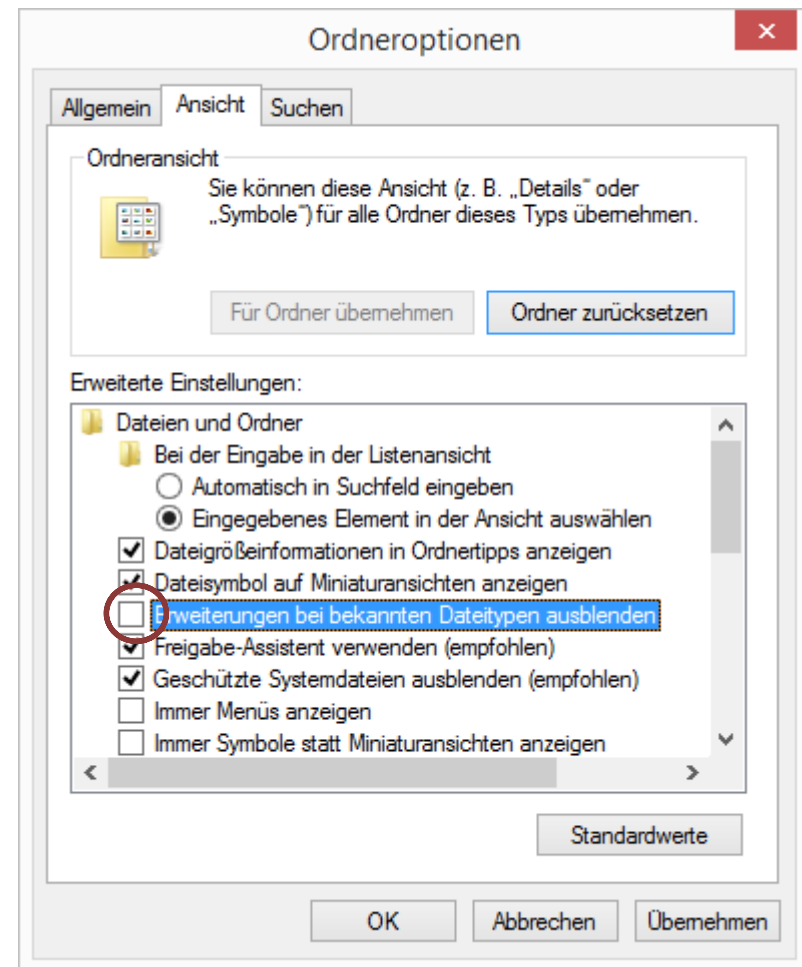 Ordneroptionen
Allgemein Ansicht Suchen
Ordneransicht
Sie können diese Ansicht (z. B. „Details“ oder
„Symbole“) für alle Ordner dieses Typs übernehmen.
Für Ordner übernehmen Ordner zurücksetzen
Erweiterte Einstellungen:
Dateien und Ordner
Bei der Eingabe in der Listenansicht
Automatisch in Suchfeld eingeben
Eingegebenes Element in der Ansicht auswählen
Dateigrößeinformationen in Ordnertipps anzeigen
Dateisymbol auf Miniaturansichten anzeigen
Erweiterungen bei bekannten Dateitypen ausblenden
Freigabe-Assistent verwenden (empfohlen)
Geschützte Systemdateien ausblenden (empfohlen)
Immer Menüs anzeigen
Immer Symbole statt Miniaturansichten anzeigen
Standardwerte
OK Abbrechen Übernehmen